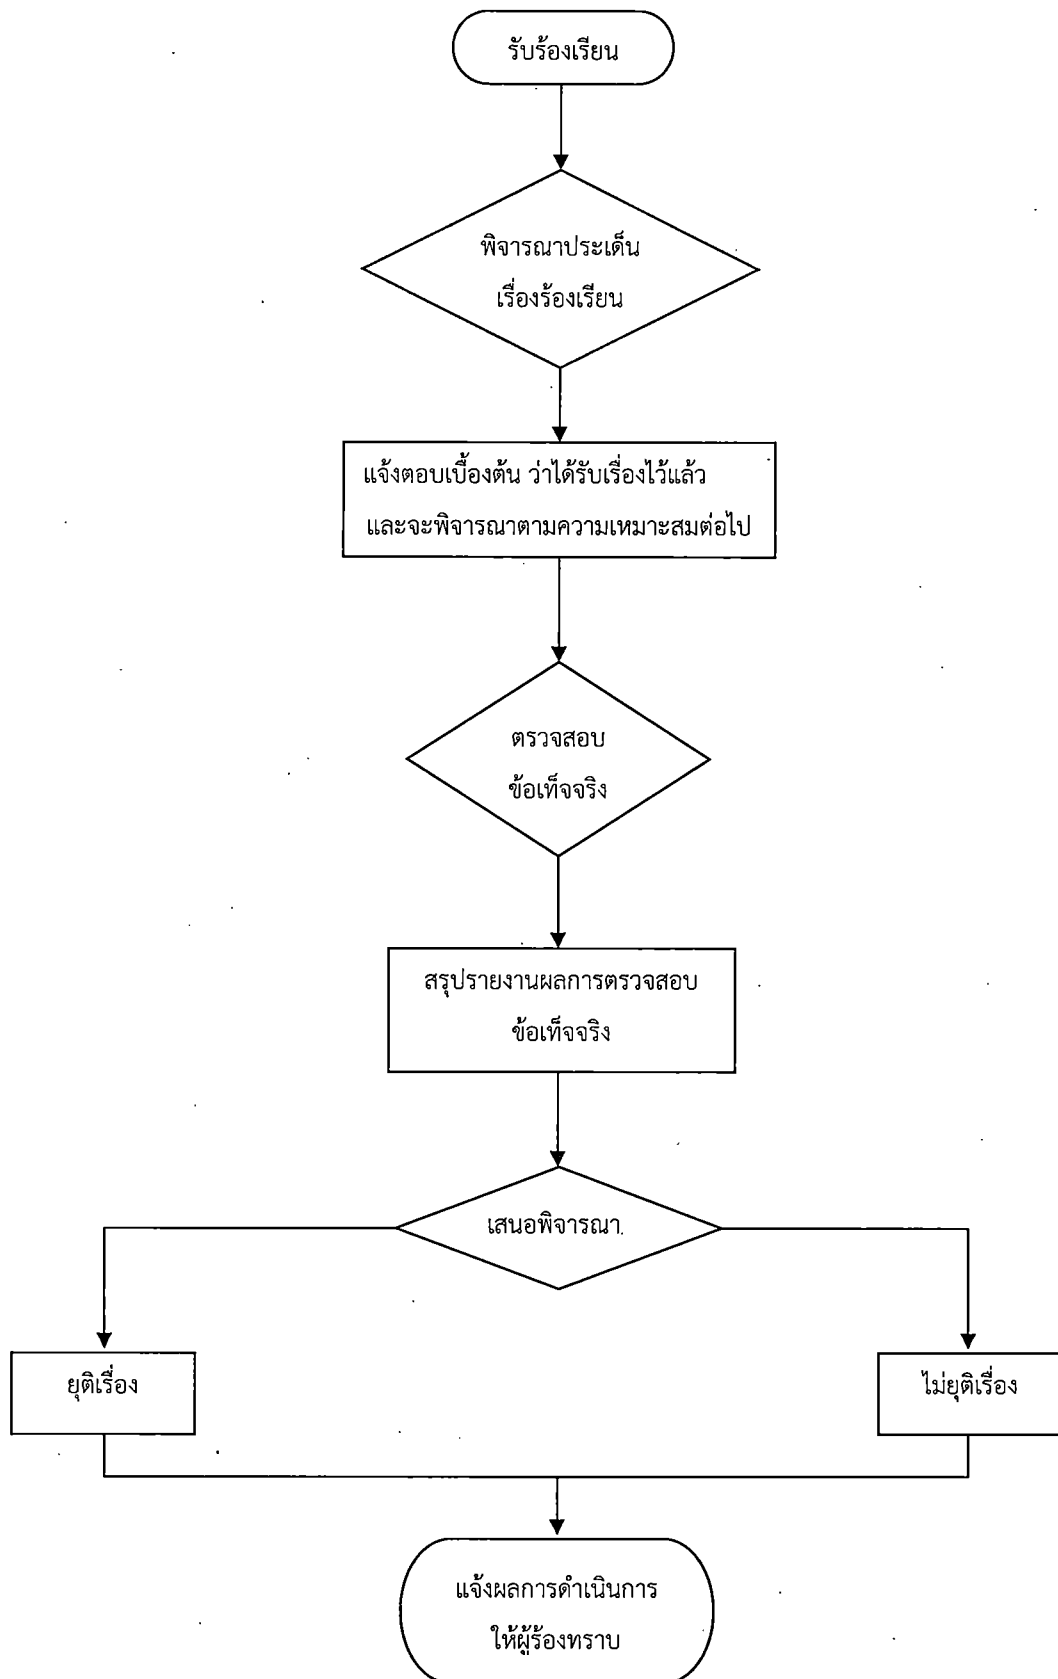 รับร้องเรียน
พิจารณาประเด็น
เรื่องร้องเรียน
แจ้งตอบเบื้องต้น ว่าได้รับเรื่องไว้แล้ว
และจะพิจารณาตามความเหมาะสมต่อไป
ตรวจสอบ
ข้อเท็จจริง
สรุปรายงานผลการตรวจสอบ
ข้อเท็จจริง
เสนอพิจารณา
ยุติเรื่อง
ไม่ยุติเรื่อง
แจ้งผลการดำเนินการ
ให้ผู้ร้องทราบ